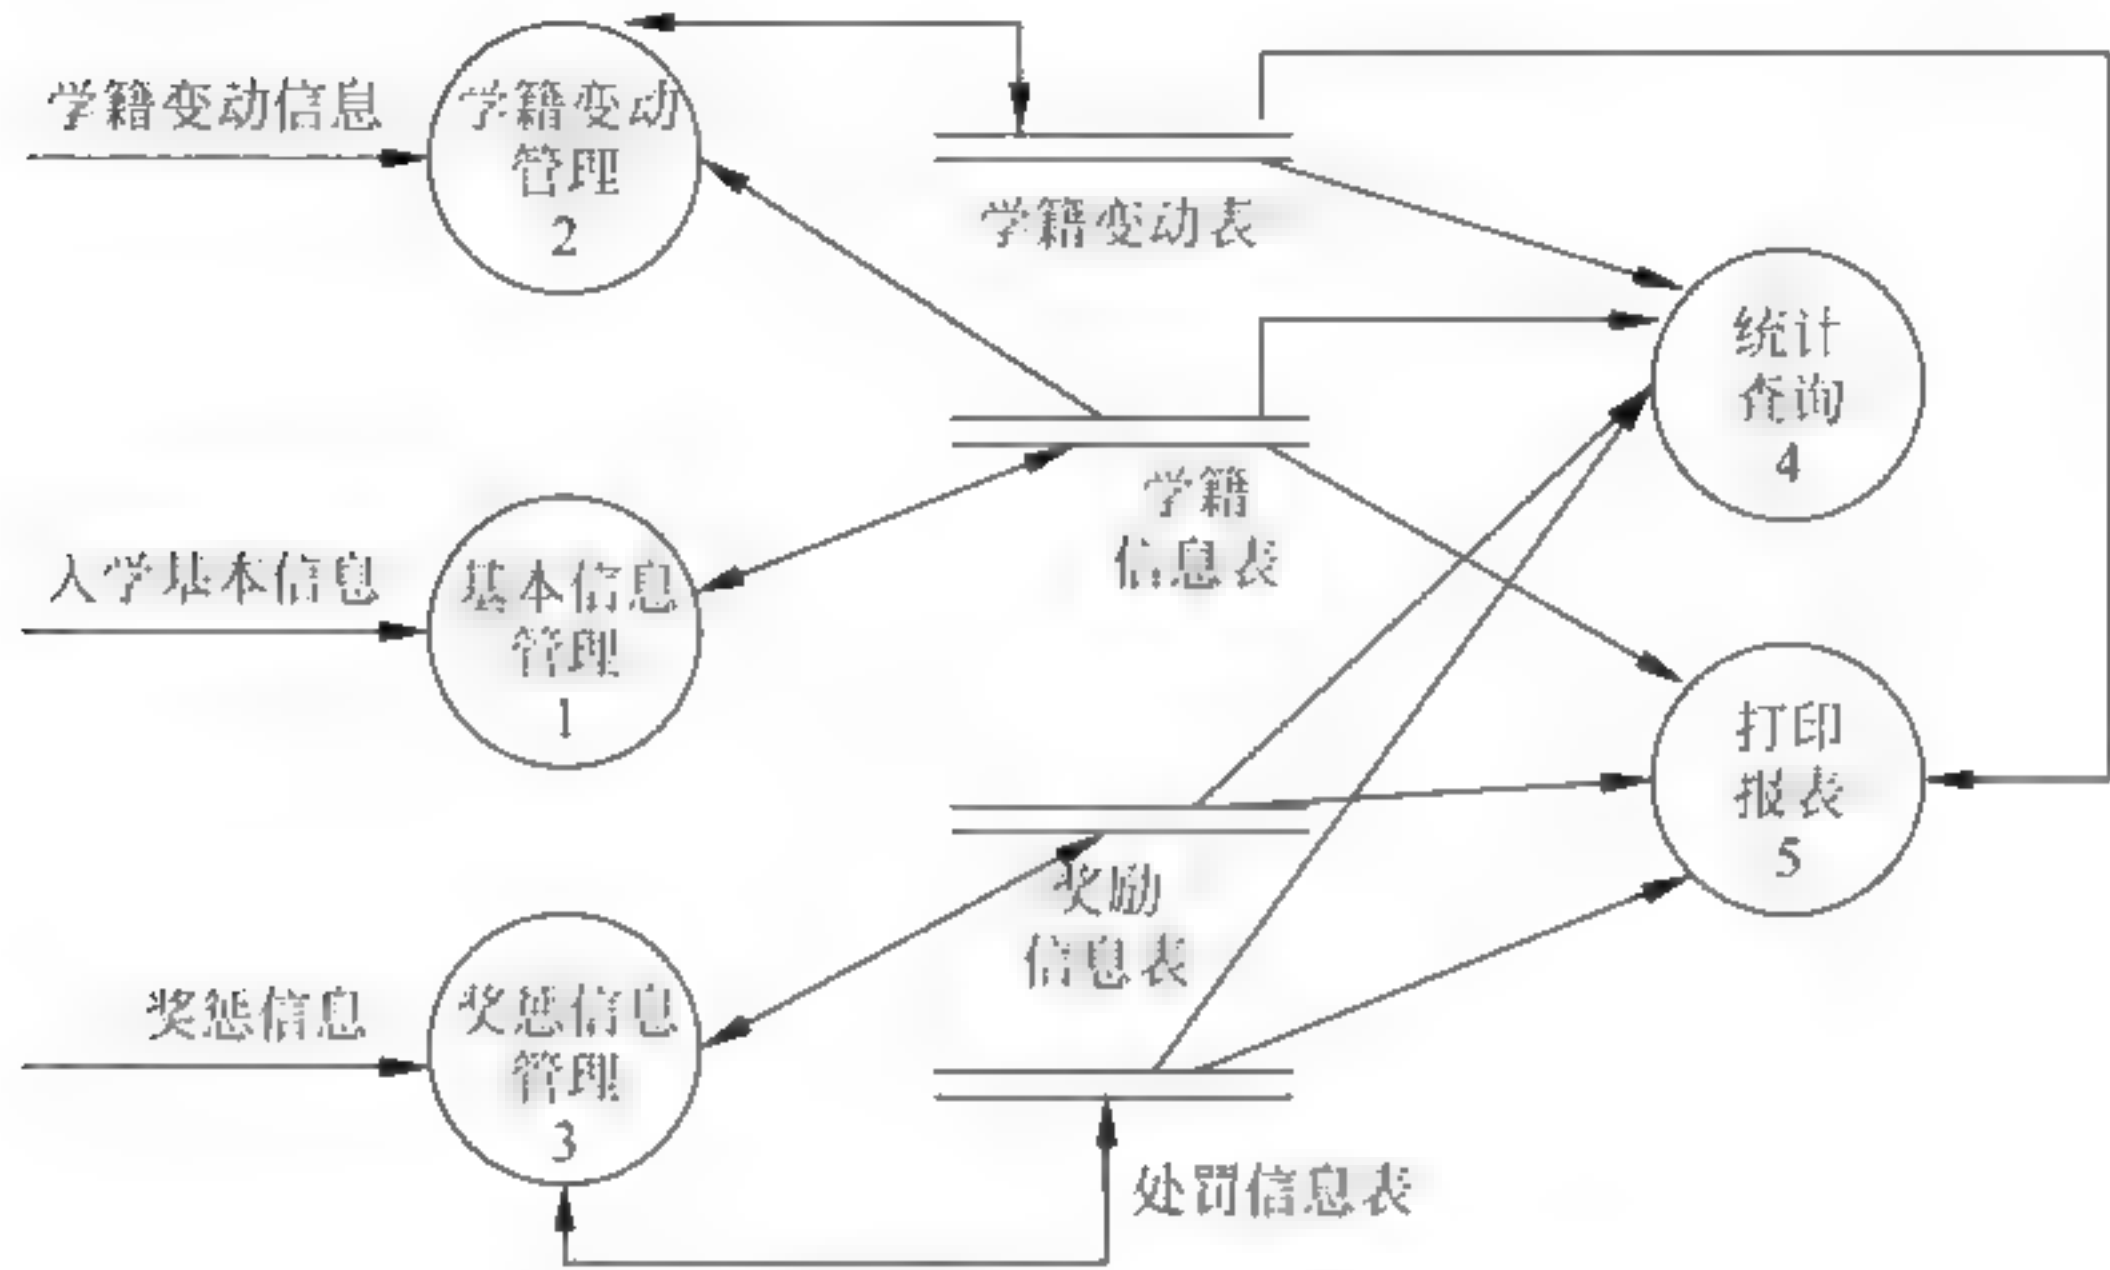 学籍变动信息
学籍变动
管理
2
学籍变动表
统计
查询
4
学籍
信息表
入学基本信息
基本信息
管理
1
打印
报表
5
奖励
信息表
奖惩信息
奖惩信息
管理
3
处罚信息表